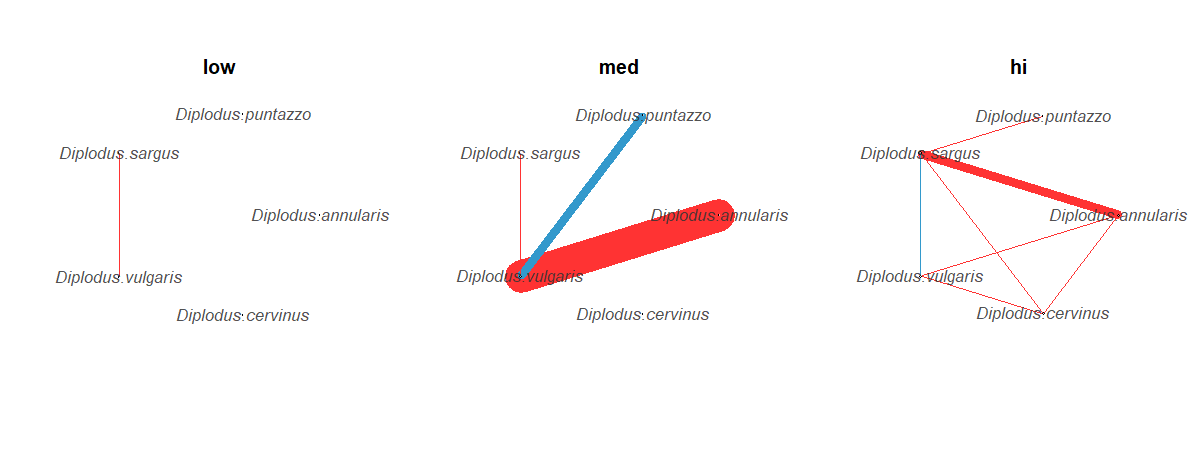 low
Diplodus.puntazzo
Diplodus.sargus
Diplodus.annularis
Diplodus.vulgaris
Diplodus.cervinus
med
Diplodus.puntazzo
Diplodus.sargus
Diplodus.annularis
Diplodus.vulgaris
Diplodus.cervinus
hi
Diplodus.puntazzo
Diplodus.sargus
Diplodus.annularis
Diplodus.vulgaris
Diplodus.cervinus